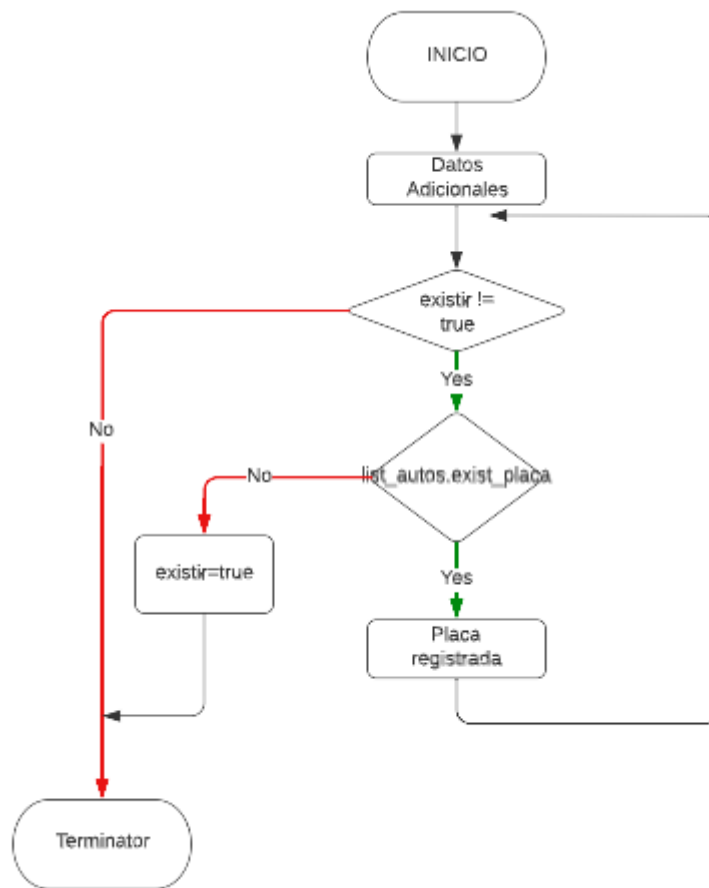 INICIO
Datos
Adicionales
existir !=
true
Yes
No
list_autos.exist_placa
No
existir=true
Yes
Placa
registrada
Terminator